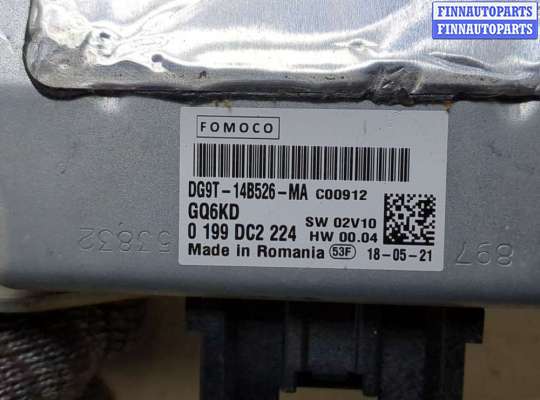 FINNAUTOPARTS
FINNAUTOPARTS
FOMOCO
DG9T-14B526-MA C00912
GQ6KD
SW 02V10
0 199 DC2 224 HW 00.04
Made in Romania 53F 18-05-21
53832
897